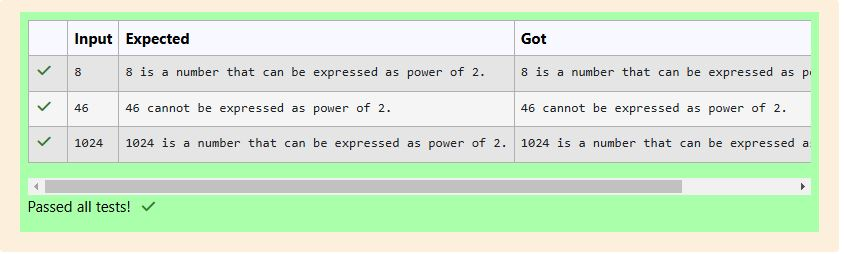 Input Expected Got
8 8 is a number that can be expressed as power of 2. 8 is a number that can be expressed as
46 46 cannot be expressed as power of 2. 46 cannot be expressed as power of 2.
1024 1024 is a number that can be expressed as power of 2. 1024 is a number that can be expressed
Passed all tests!